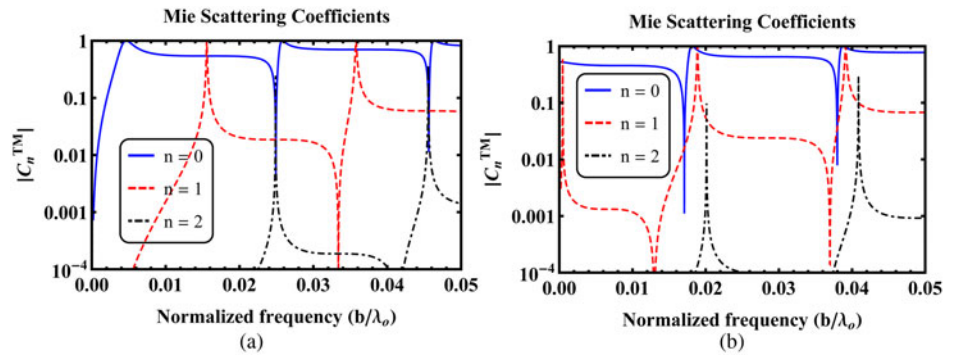 Mie Scattering Coefficients
|C_n^TM|
1
0.1
0.01
0.001
10^−4
n = 0
n = 1
n = 2
0.00 0.01 0.02 0.03 0.04 0.05
Normalized frequency (b/λ_o)
(a)
Mie Scattering Coefficients
|C_n^TM|
1
0.1
0.01
0.001
10^−4
n = 0
n = 1
n = 2
0.00 0.01 0.02 0.03 0.04 0.05
Normalized frequency (b/λ_o)
(b)